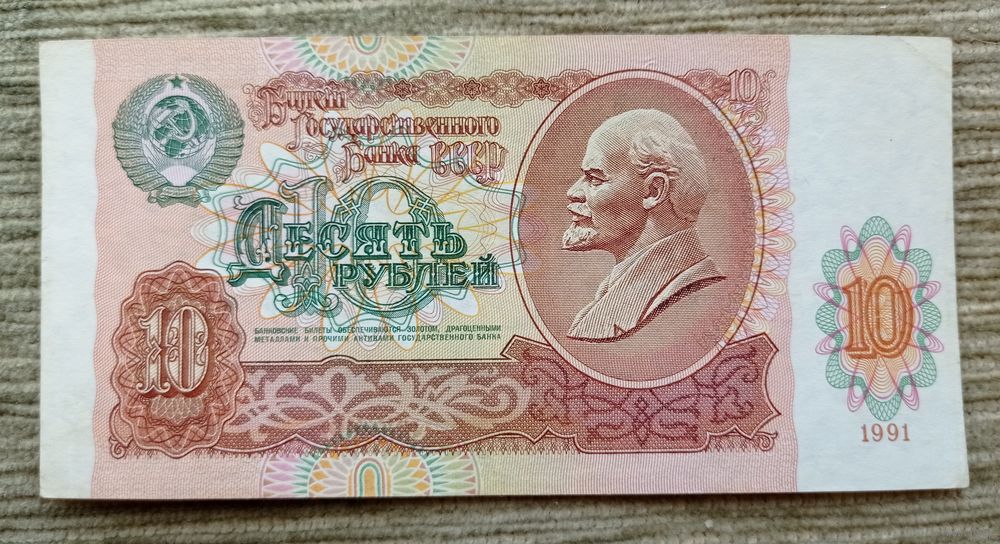 Билет
Государственного
Банка СССР
10
10
Десять
рублей
БАНКОВСКИЕ БИЛЕТЫ ОБЕСПЕЧИВАЮТСЯ ЗОЛОТОМ, ДРАГОЦЕННЫМИ
МЕТАЛЛАМИ И ПРОЧИМИ АКТИВАМИ ГОСУДАРСТВЕННОГО БАНКА
10
10
1991